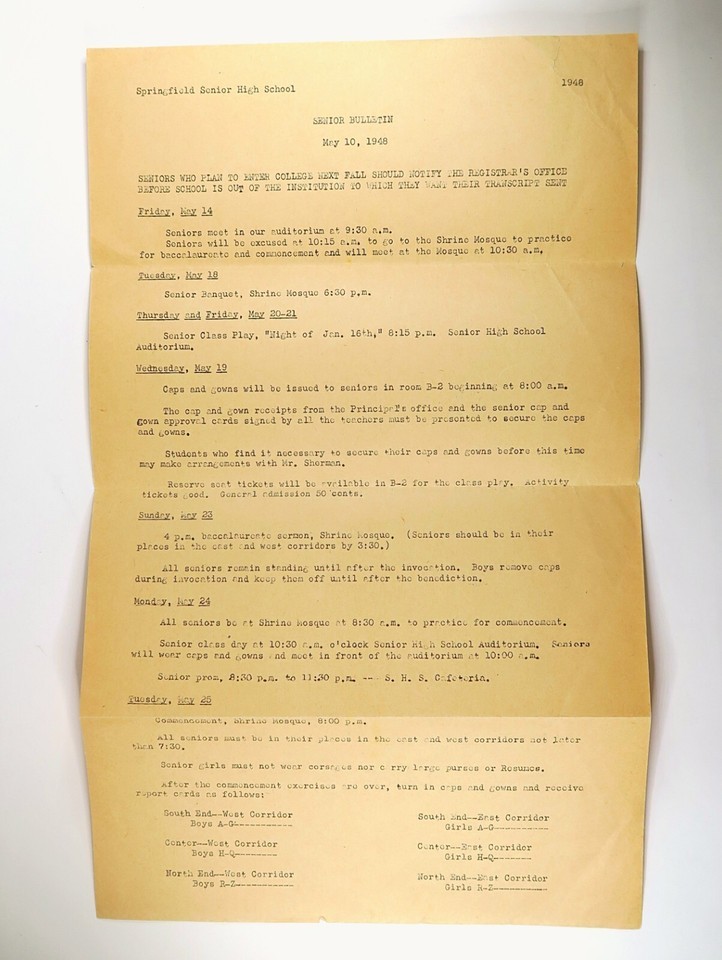 Springfield Senior High School
1948
SENIOR BULLETIN
May 10, 1948
SENIORS WHO PLAN TO ENTER COLLEGE NEXT FALL SHOULD NOTIFY THE REGISTRAR'S OFFICE
BEFORE SCHOOL IS OUT OF THE INSTITUTION TO WHICH THEY WANT THEIR TRANSCRIPT SENT
Friday, May 14
Seniors meet in our auditorium at 9:30 a.m.
Seniors will be excused at 10:15 a.m. to go to the Shrine Mosque to practice
for baccalaureate and commencement and will meet at the Mosque at 10:30 a.m.
Tuesday, May 18
Senior Banquet, Shrine Mosque 6:30 p.m.
Thursday and Friday, May 20-21
Senior Class Play, "Night of Jan. 16th," 8:15 p.m. Senior High School
Auditorium.
Wednesday, May 19
Caps and gowns will be issued to seniors in room B-2 beginning at 8:00 a.m.
The cap and gown receipts from the Principal's office and the senior cap and
gown approval cards signed by all the teachers must be presented to secure the caps
and gowns.
Students who find it necessary to secure their caps and gowns before this time
may make arrangements with Mr. Sherman.
Reserve seat tickets will be available in B-2 for the class play. Activity
tickets good. General admission 50 cents.
Sunday, May 23
4 p.m. baccalaureate sermon, Shrine Mosque. (Seniors should be in their
places in the east and west corridors by 3:30.)
All seniors remain standing until after the invocation. Boys remove caps
during invocation and keep them off until after the benediction.
Monday, May 24
All seniors be at Shrine Mosque at 8:30 a.m. to practice for commencement.
Senior class day at 10:30 a.m. o'clock Senior High School Auditorium. Seniors
will wear caps and gowns and meet in front of the auditorium at 10:00 a.m.
Senior prom, 8:30 p.m. to 11:30 p.m. --- S. H. S. Cafeteria.
Tuesday, May 25
Commencement, Shrine Mosque, 8:00 p.m.
All seniors must be in their places in the east and west corridors not later
than 7:30.
Senior girls must not wear corsages nor carry large purses or Resumes.
After the commencement exercises are over, turn in caps and gowns and receive
report cards as follows:
South End--West Corridor
Boys A-G-----------
South End--East Corridor
Girls A-G----------
Center--West Corridor
Boys H-Q--------
Center--East Corridor
Girls H-Q-------
North End--West Corridor
Boys R-Z-----------
North End--East Corridor
Girls R-Z----------